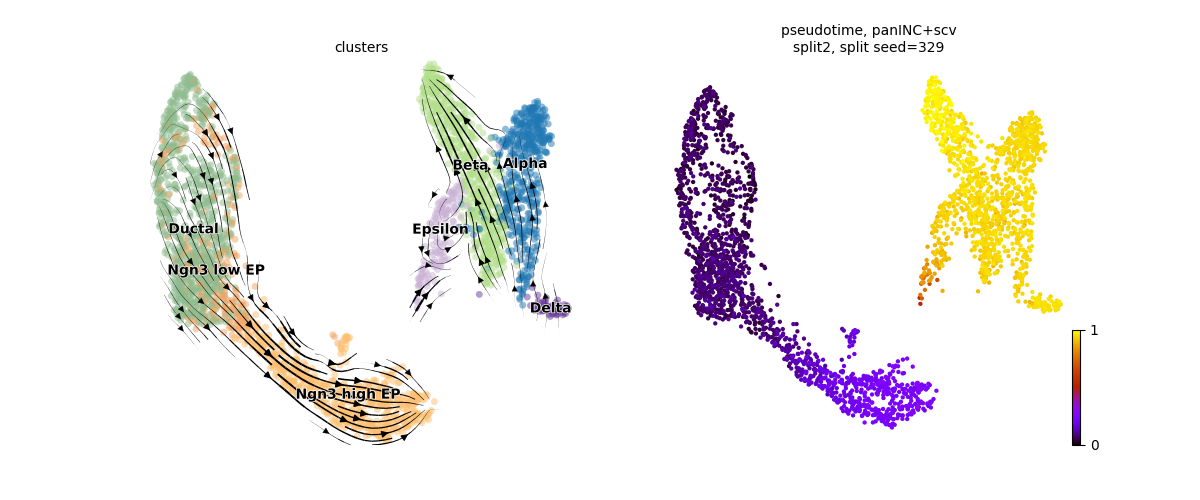 clusters
pseudotime, panINC+scv
split2, split seed=329
Beta
Alpha
Ductal
Epsilon
Ngn3 low EP
Delta
Ngn3 high EP
1
0